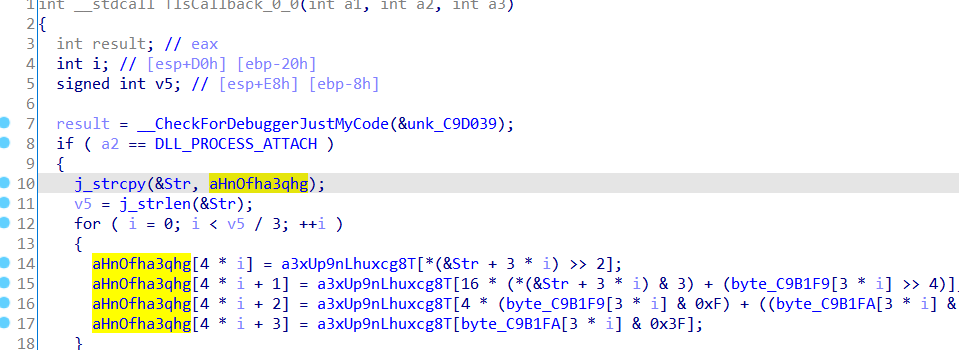 1 int __stdcall TlsCallback_0_0(int a1, int a2, int a3)
2 {
3 int result; // eax
4 int i; // [esp+D0h] [ebp-20h]
5 signed int v5; // [esp+E8h] [ebp-8h]
6
7 result = __CheckForDebuggerJustMyCode(&unk_C9D039);
8 if ( a2 == DLL_PROCESS_ATTACH )
9 {
10 j_strcpy(&Str, aHnOfha3qhg);
11 v5 = j_strlen(&Str);
12 for ( i = 0; i < v5 / 3; ++i )
13 {
14 aHnOfha3qhg[4 * i] = a3xUp9nLhuxcg8T[*(&Str + 3 * i) >> 2];
15 aHnOfha3qhg[4 * i + 1] = a3xUp9nLhuxcg8T[16 * (*(&Str + 3 * i) & 3) + (byte_C9B1F9[3 * i] >> 4)]
16 aHnOfha3qhg[4 * i + 2] = a3xUp9nLhuxcg8T[4 * (byte_C9B1F9[3 * i] & 0xF) + ((byte_C9B1FA[3 * i] &
17 aHnOfha3qhg[4 * i + 3] = a3xUp9nLhuxcg8T[byte_C9B1FA[3 * i] & 0x3F];
18 }